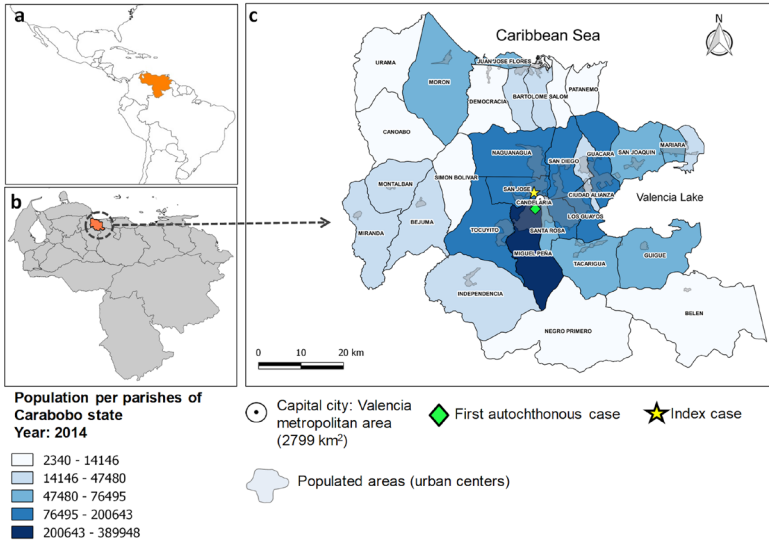 a
b
c
Caribbean Sea
N
URAMA
MORON
JUAN JOSE FLORES
DEMOCRACIA
BARTOLOME
SALOM
PATANEMO
CANOABO
NAGUANAGUA
SAN DIEGO
GUACARA
SAN JOAQUIN
MARIARA
SIMON BOLIVAR
MONTALBAN
SAN JOSE
CANDELARIA
CIUDAD ALIANZA
Valencia Lake
BEJUMA
MIRANDA
TOCUYITO
SANTA ROSA
LOS GUAYOS
MIGUEL PEÑA
TACARIGUA
GUIGUE
INDEPENDENCIA
BELEN
NEGRO PRIMERO
0 10 20 km
Population per parishes of
Carabobo state
Year: 2014
2340 - 14146
14146 - 47480
47480 - 76495
76495 - 200643
200643 - 389948
Capital city: Valencia
metropolitan area
(2799 km²)
First autochthonous case
Index case
Populated areas (urban centers)